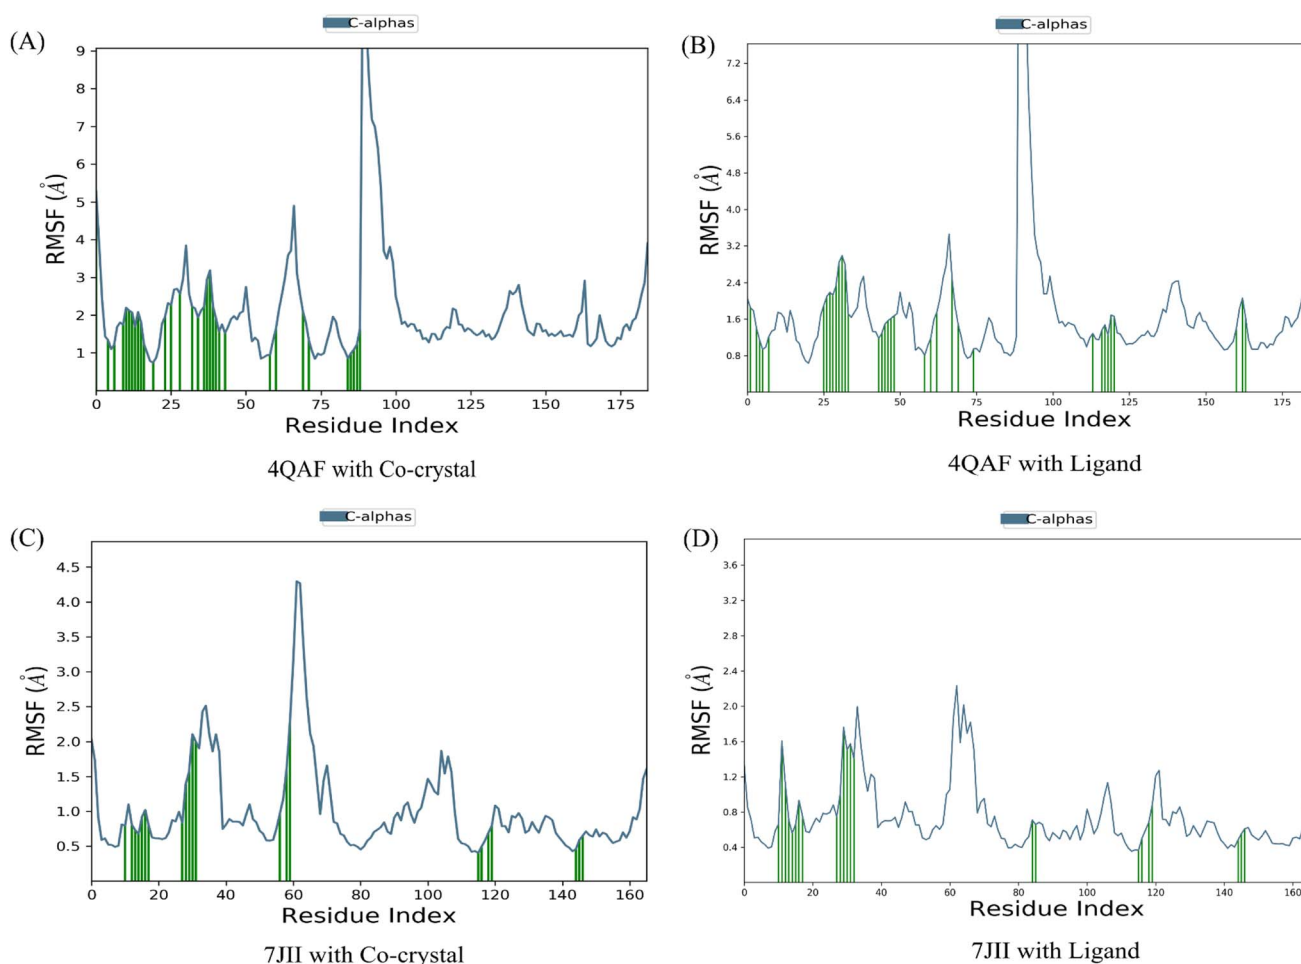 (A)
C-alphas
9
8
7
6
5
4
3
2
1
RMSF (Å)
0 25 50 75 100 125 150 175
Residue Index
4QAF with Co-crystal
(B)
C-alphas
7.2
6.4
5.6
4.8
4.0
3.2
2.4
1.6
0.8
RMSF (Å)
0 25 50 75 100 125 150 175
Residue Index
4QAF with Ligand
(C)
C-alphas
4.5
4.0
3.5
3.0
2.5
2.0
1.5
1.0
0.5
RMSF (Å)
0 20 40 60 80 100 120 140 160
Residue Index
7JII with Co-crystal
(D)
C-alphas
3.6
3.2
2.8
2.4
2.0
1.6
1.2
0.8
0.4
RMSF (Å)
0 20 40 60 80 100 120 140 160
Residue Index
7JII with Ligand